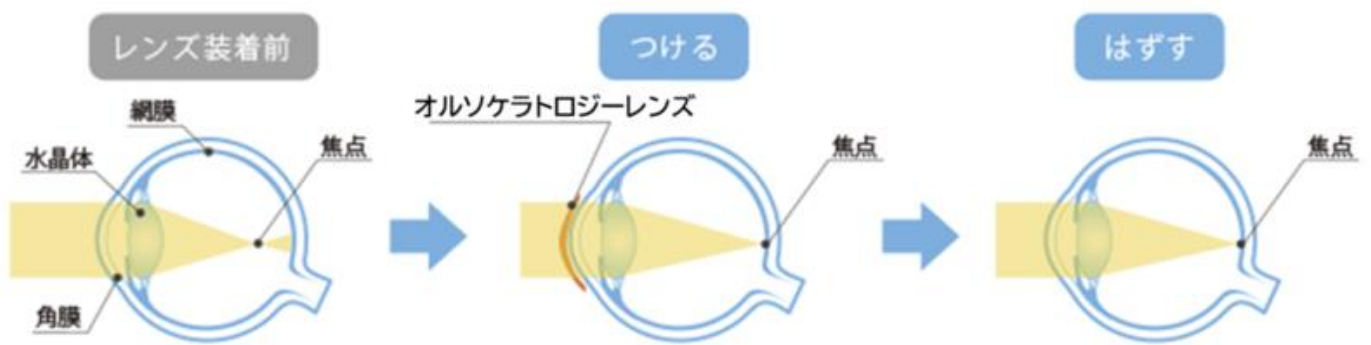 レンズ装着前
つける
はずす
網膜
水晶体
焦点
角膜
オルソケラトロジーレンズ
焦点
焦点